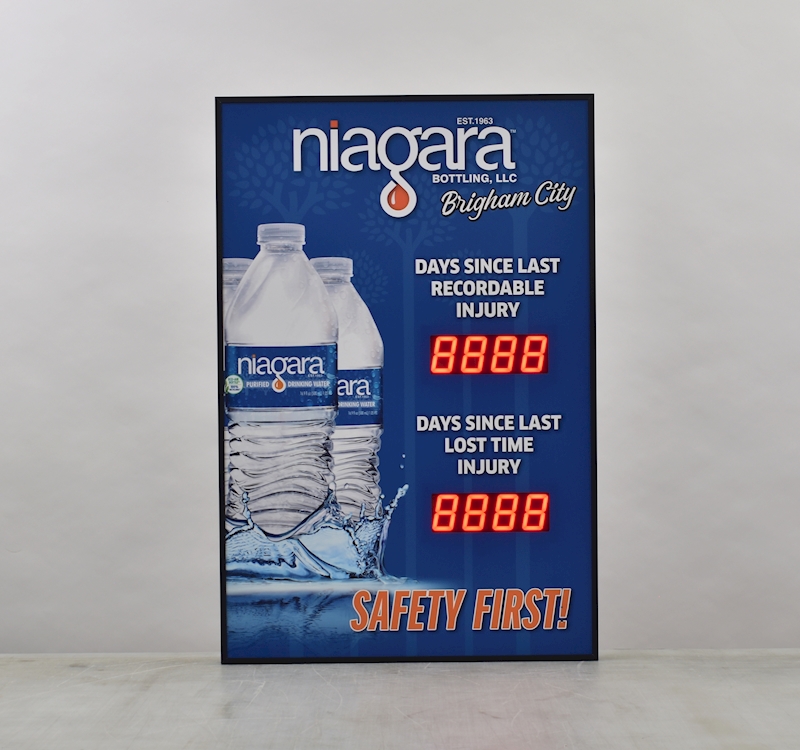 EST.1963
niagara™
BOTTLING, LLC
Brigham City
DAYS SINCE LAST
RECORDABLE
INJURY
8888
DAYS SINCE LAST
LOST TIME
INJURY
8888
SAFETY FIRST!
niagara
PURIFIED DRINKING WATER
ara
DRINKING WATER